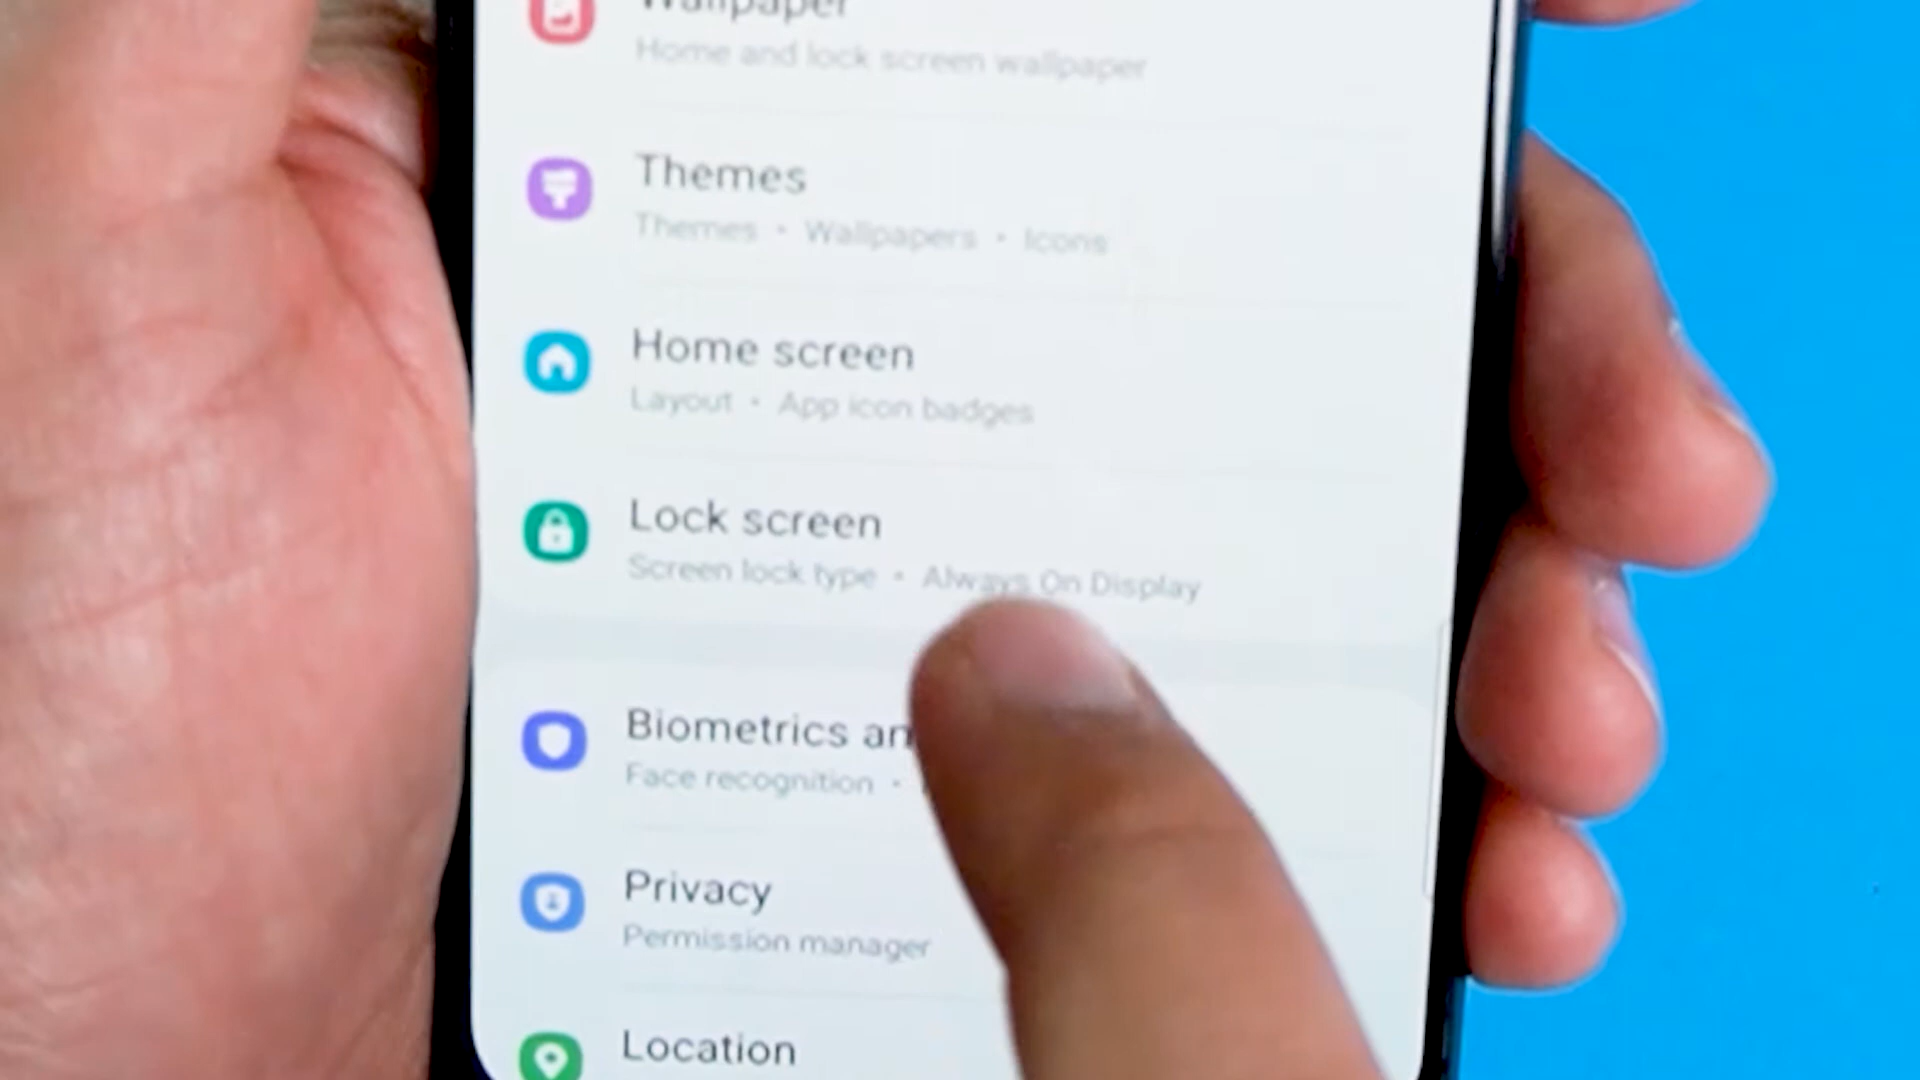 Wallpaper
Home and lock screen wallpaper
Themes
Themes • Wallpapers • Icons
Home screen
Layout • App icon badges
Lock screen
Screen lock type • Always On Display
Biometrics an
Face recognition •
Privacy
Permission manager
Location